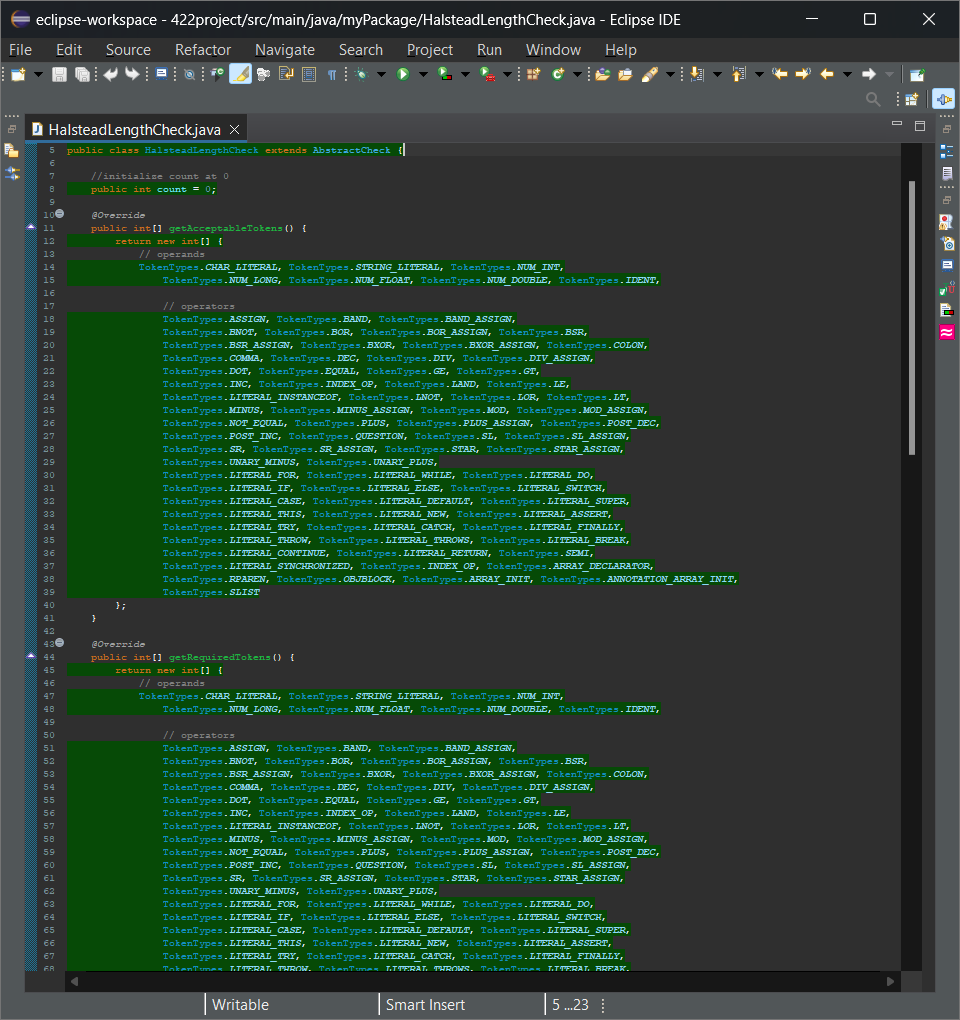 eclipse-workspace - 422project/src/main/java/myPackage/HalsteadLengthCheck.java - Eclipse IDE
File Edit Source Refactor Navigate Search Project Run Window Help
HalsteadLengthCheck.java
5 public class HalsteadLengthCheck extends AbstractCheck {
6
7 //initialise count at 0
8 public int count = 0;
9
10 @Override
11 public int[] getAcceptableTokens() {
12 return new int[] {
13 // operands
14 TokenTypes.CHAR_LITERAL, TokenTypes.STRING_LITERAL, TokenTypes.NUM_INT,
15 TokenTypes.NUM_LONG, TokenTypes.NUM_FLOAT, TokenTypes.NUM_DOUBLE, TokenTypes.IDENT,
16
17 // operators
18 TokenTypes.ASSIGN, TokenTypes.BAND, TokenTypes.BAND_ASSIGN,
19 TokenTypes.BNOT, TokenTypes.BOR, TokenTypes.BOR_ASSIGN, TokenTypes.BSR,
20 TokenTypes.BSR_ASSIGN, TokenTypes.BXOR, TokenTypes.BXOR_ASSIGN, TokenTypes.COLON,
21 TokenTypes.COMMA, TokenTypes.DEC, TokenTypes.DIV, TokenTypes.DIV_ASSIGN,
22 TokenTypes.DOT, TokenTypes.EQUAL, TokenTypes.GE, TokenTypes.GT,
23 TokenTypes.INC, TokenTypes.INDEX_OP, TokenTypes.LAND, TokenTypes.LE,
24 TokenTypes.LITERAL_INSTANCEOF, TokenTypes.LNOT, TokenTypes.LOR, TokenTypes.LT,
25 TokenTypes.MINUS, TokenTypes.MINUS_ASSIGN, TokenTypes.MOD, TokenTypes.MOD_ASSIGN,
26 TokenTypes.NOT_EQUAL, TokenTypes.PLUS, TokenTypes.PLUS_ASSIGN, TokenTypes.POST_DEC,
27 TokenTypes.POST_INC, TokenTypes.QUESTION, TokenTypes.SL, TokenTypes.SL_ASSIGN,
28 TokenTypes.SR, TokenTypes.SR_ASSIGN, TokenTypes.STAR, TokenTypes.STAR_ASSIGN,
29 TokenTypes.UNARY_MINUS, TokenTypes.UNARY_PLUS,
30 TokenTypes.LITERAL_FOR, TokenTypes.LITERAL_WHILE, TokenTypes.LITERAL_DO,
31 TokenTypes.LITERAL_IF, TokenTypes.LITERAL_ELSE, TokenTypes.LITERAL_SWITCH,
32 TokenTypes.LITERAL_CASE, TokenTypes.LITERAL_DEFAULT, TokenTypes.LITERAL_SUPER,
33 TokenTypes.LITERAL_THIS, TokenTypes.LITERAL_NEW, TokenTypes.LITERAL_ASSERT,
34 TokenTypes.LITERAL_TRY, TokenTypes.LITERAL_CATCH, TokenTypes.LITERAL_FINALLY,
35 TokenTypes.LITERAL_THROW, TokenTypes.LITERAL_THROWS, TokenTypes.LITERAL_BREAK,
36 TokenTypes.LITERAL_CONTINUE, TokenTypes.LITERAL_RETURN, TokenTypes.SEMI,
37 TokenTypes.LITERAL_SYNCHRONIZED, TokenTypes.INDEX_OP, TokenTypes.ARRAY_DECLARATOR,
38 TokenTypes.RPAREN, TokenTypes.OBJBLOCK, TokenTypes.ARRAY_INIT, TokenTypes.ANNOTATION_ARRAY_INIT,
39 TokenTypes.SLIST
40 };
41 }
42
43 @Override
44 public int[] getRequiredTokens() {
45 return new int[] {
46 // operands
47 TokenTypes.CHAR_LITERAL, TokenTypes.STRING_LITERAL, TokenTypes.NUM_INT,
48 TokenTypes.NUM_LONG, TokenTypes.NUM_FLOAT, TokenTypes.NUM_DOUBLE, TokenTypes.IDENT,
49
50 // operators
51 TokenTypes.ASSIGN, TokenTypes.BAND, TokenTypes.BAND_ASSIGN,
52 TokenTypes.BNOT, TokenTypes.BOR, TokenTypes.BOR_ASSIGN, TokenTypes.BSR,
53 TokenTypes.BSR_ASSIGN, TokenTypes.BXOR, TokenTypes.BXOR_ASSIGN, TokenTypes.COLON,
54 TokenTypes.COMMA, TokenTypes.DEC, TokenTypes.DIV, TokenTypes.DIV_ASSIGN,
55 TokenTypes.DOT, TokenTypes.EQUAL, TokenTypes.GE, TokenTypes.GT,
56 TokenTypes.INC, TokenTypes.INDEX_OP, TokenTypes.LAND, TokenTypes.LE,
57 TokenTypes.LITERAL_INSTANCEOF, TokenTypes.LNOT, TokenTypes.LOR, TokenTypes.LT,
58 TokenTypes.MINUS, TokenTypes.MINUS_ASSIGN, TokenTypes.MOD, TokenTypes.MOD_ASSIGN,
59 TokenTypes.NOT_EQUAL, TokenTypes.PLUS, TokenTypes.PLUS_ASSIGN, TokenTypes.POST_DEC,
60 TokenTypes.POST_INC, TokenTypes.QUESTION, TokenTypes.SL, TokenTypes.SL_ASSIGN,
61 TokenTypes.SR, TokenTypes.SR_ASSIGN, TokenTypes.STAR, TokenTypes.STAR_ASSIGN,
62 TokenTypes.UNARY_MINUS, TokenTypes.UNARY_PLUS,
63 TokenTypes.LITERAL_FOR, TokenTypes.LITERAL_WHILE, TokenTypes.LITERAL_DO,
64 TokenTypes.LITERAL_IF, TokenTypes.LITERAL_ELSE, TokenTypes.LITERAL_SWITCH,
65 TokenTypes.LITERAL_CASE, TokenTypes.LITERAL_DEFAULT, TokenTypes.LITERAL_SUPER,
66 TokenTypes.LITERAL_THIS, TokenTypes.LITERAL_NEW, TokenTypes.LITERAL_ASSERT,
67 TokenTypes.LITERAL_TRY, TokenTypes.LITERAL_CATCH, TokenTypes.LITERAL_FINALLY,
68 TokenTypes.LITERAL_THROW, TokenTypes.LITERAL_THROWS, TokenTypes.LITERAL_BREAK,
Writable Smart Insert 5 ...23